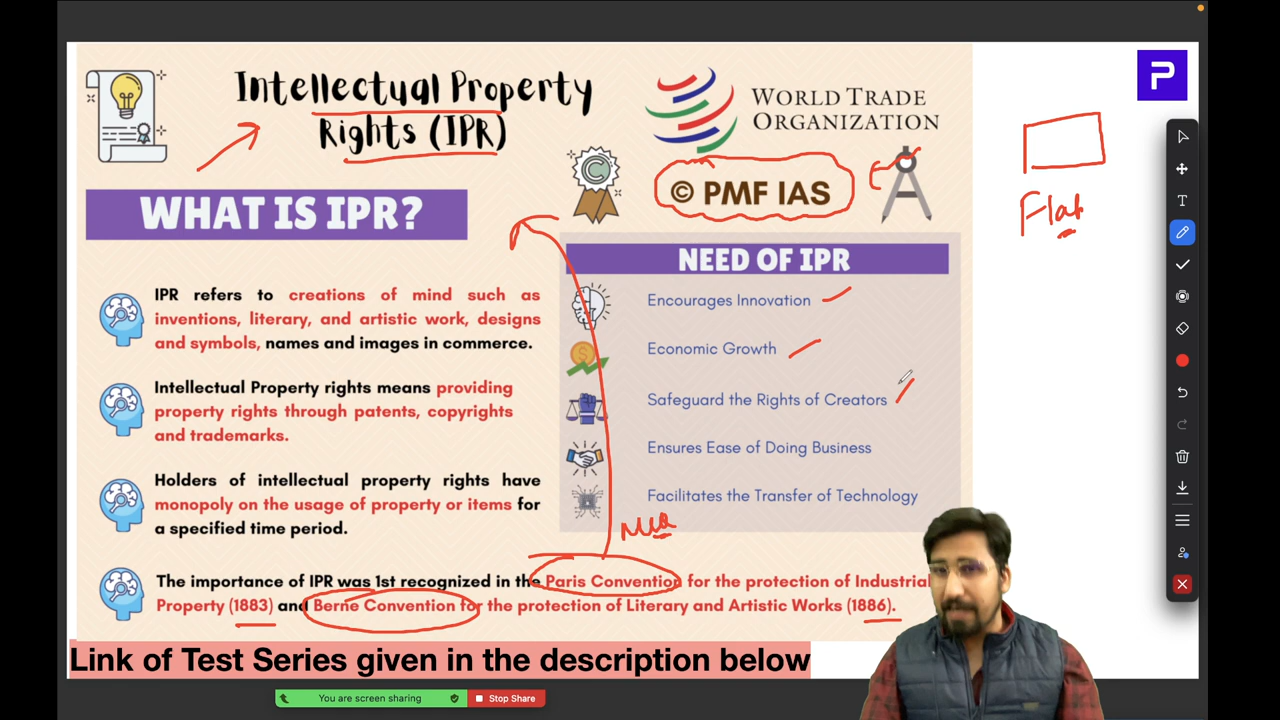 Intellectual Property
Rights (IPR)
WORLD TRADE
ORGANIZATION
© PMF IAS
P
Flat
WHAT IS IPR?
IPR refers to creations of mind such as
inventions, literary, and artistic work, designs
and symbols, names and images in commerce.
Intellectual Property rights means providing
property rights through patents, copyrights
and trademarks.
Holders of intellectual property rights have
monopoly on the usage of property or items for
a specified time period.
NEED OF IPR
Encourages Innovation
Economic Growth
Safeguard the Rights of Creators
Ensures Ease of Doing Business
Facilitates the Transfer of Technology
The importance of IPR was 1st recognized in the Paris Convention for the protection of Industrial
Property (1883) and Berne Convention for the protection of Literary and Artistic Works (1886).
Link of Test Series given in the description below
You are screen sharing
Stop Share